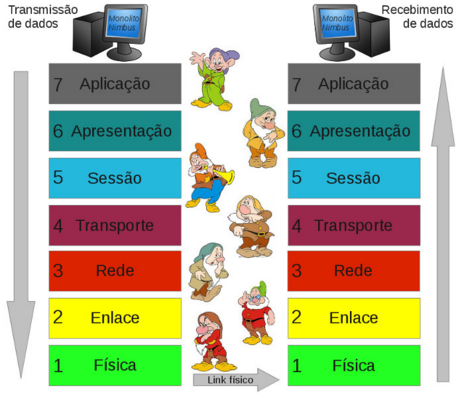 Transmissão
de dados
Monolito
Nimbus
Monolito
Nimbus
Recebimento
de dados
7 Aplicação
7 Aplicação
6 Apresentação
6 Apresentação
5 Sessão
5 Sessão
4 Transporte
4 Transporte
3 Rede
3 Rede
2 Enlace
2 Enlace
1 Física
1 Física
Link físico